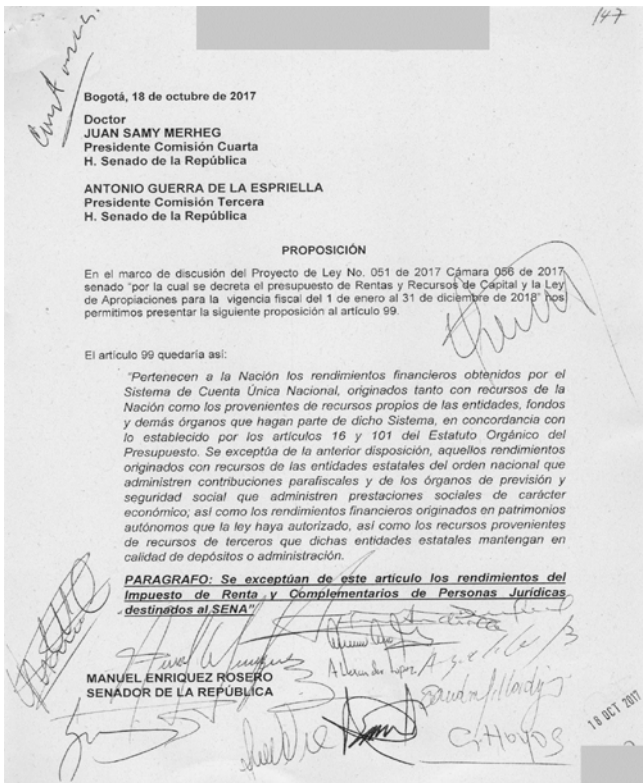 147
Bogotá, 18 de octubre de 2017
Doctor
JUAN SAMY MERHEG
Presidente Comisión Cuarta
H. Senado de la República
ANTONIO GUERRA DE LA ESPRIELLA
Presidente Comisión Tercera
H. Senado de la República
PROPOSICIÓN
En el marco de discusión del Proyecto de Ley No. 051 de 2017 Cámara 056 de 2017
senado "por la cual se decreta el presupuesto de Rentas y Recursos de Capital y la Ley
de Apropiaciones para la vigencia fiscal del 1 de enero al 31 de diciembre de 2018" nos
permitimos presentar la siguiente proposición al artículo 99.
El artículo 99 quedaría así:
"Pertenecen a la Nación los rendimientos financieros obtenidos por el
Sistema de Cuenta Única Nacional, originados tanto con recursos de la
Nación como los provenientes de recursos propios de las entidades, fondos
y demás órganos que hagan parte de dicho Sistema, en concordancia con
lo establecido por los artículos 16 y 101 del Estatuto Orgánico del
Presupuesto. Se exceptúa de la anterior disposición, aquellos rendimientos
originados con recursos de las entidades estatales del orden nacional que
administren contribuciones parafiscales y de los órganos de previsión y
seguridad social que administren prestaciones sociales de carácter
económico; así como los rendimientos financieros originados en patrimonios
autónomos que la ley haya autorizado, así como los recursos provenientes
de recursos de terceros que dichas entidades estatales mantengan en
calidad de depósitos o administración.
PARAGRAFO: Se exceptúan de este artículo los rendimientos del
Impuesto de Renta y Complementarios de Personas Jurídicas
destinados al SENA"
MANUEL ENRIQUEZ ROSERO
SENADOR DE LA REPÚBLICA
18 OCT 2017